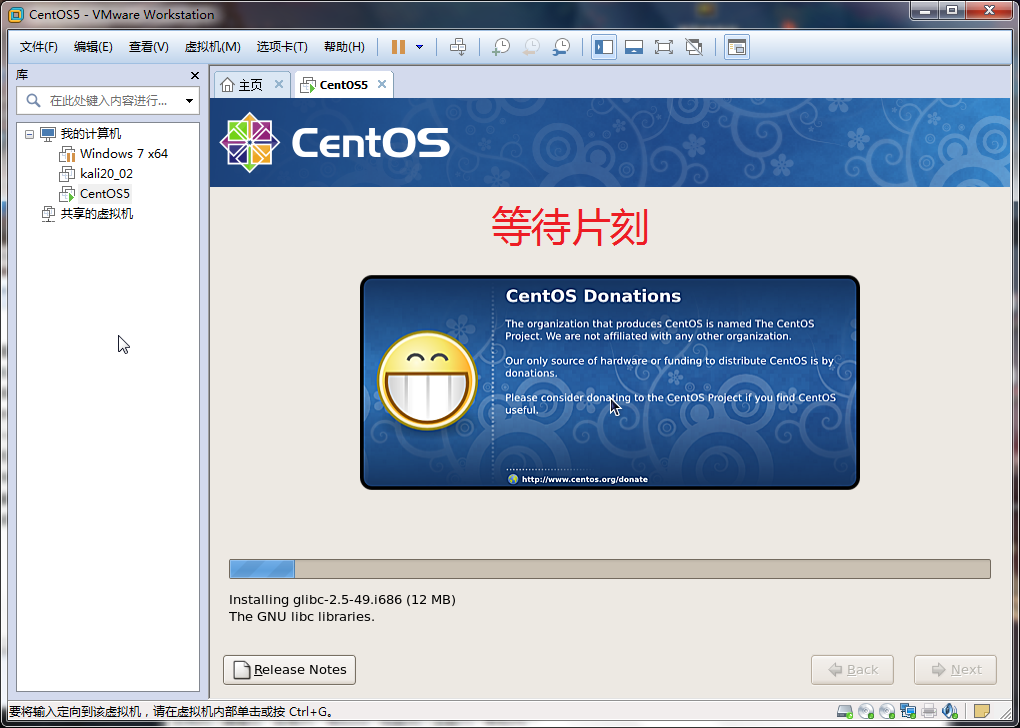 CentOS5 - VMware Workstation
文件(F) 编辑(E) 查看(V) 虚拟机(M) 选项卡(T) 帮助(H)
库
在此处键入内容进行...
我的计算机
Windows 7 x64
kali20_02
CentOS5
共享的虚拟机
主页 CentOS5
CentOS
等待片刻
CentOS Donations
The organization that produces CentOS is named The CentOS
Project. We are not affiliated with any other organization.
Our only source of hardware or funding to distribute CentOS is by
donations.
Please consider donating to the CentOS Project if you find CentOS
useful.
http://www.centos.org/donate
Installing glibc-2.5-49.i686 (12 MB)
The GNU libc libraries.
Release Notes Back Next
要将输入定向到该虚拟机，请在虚拟机内部单击或按 Ctrl+G。